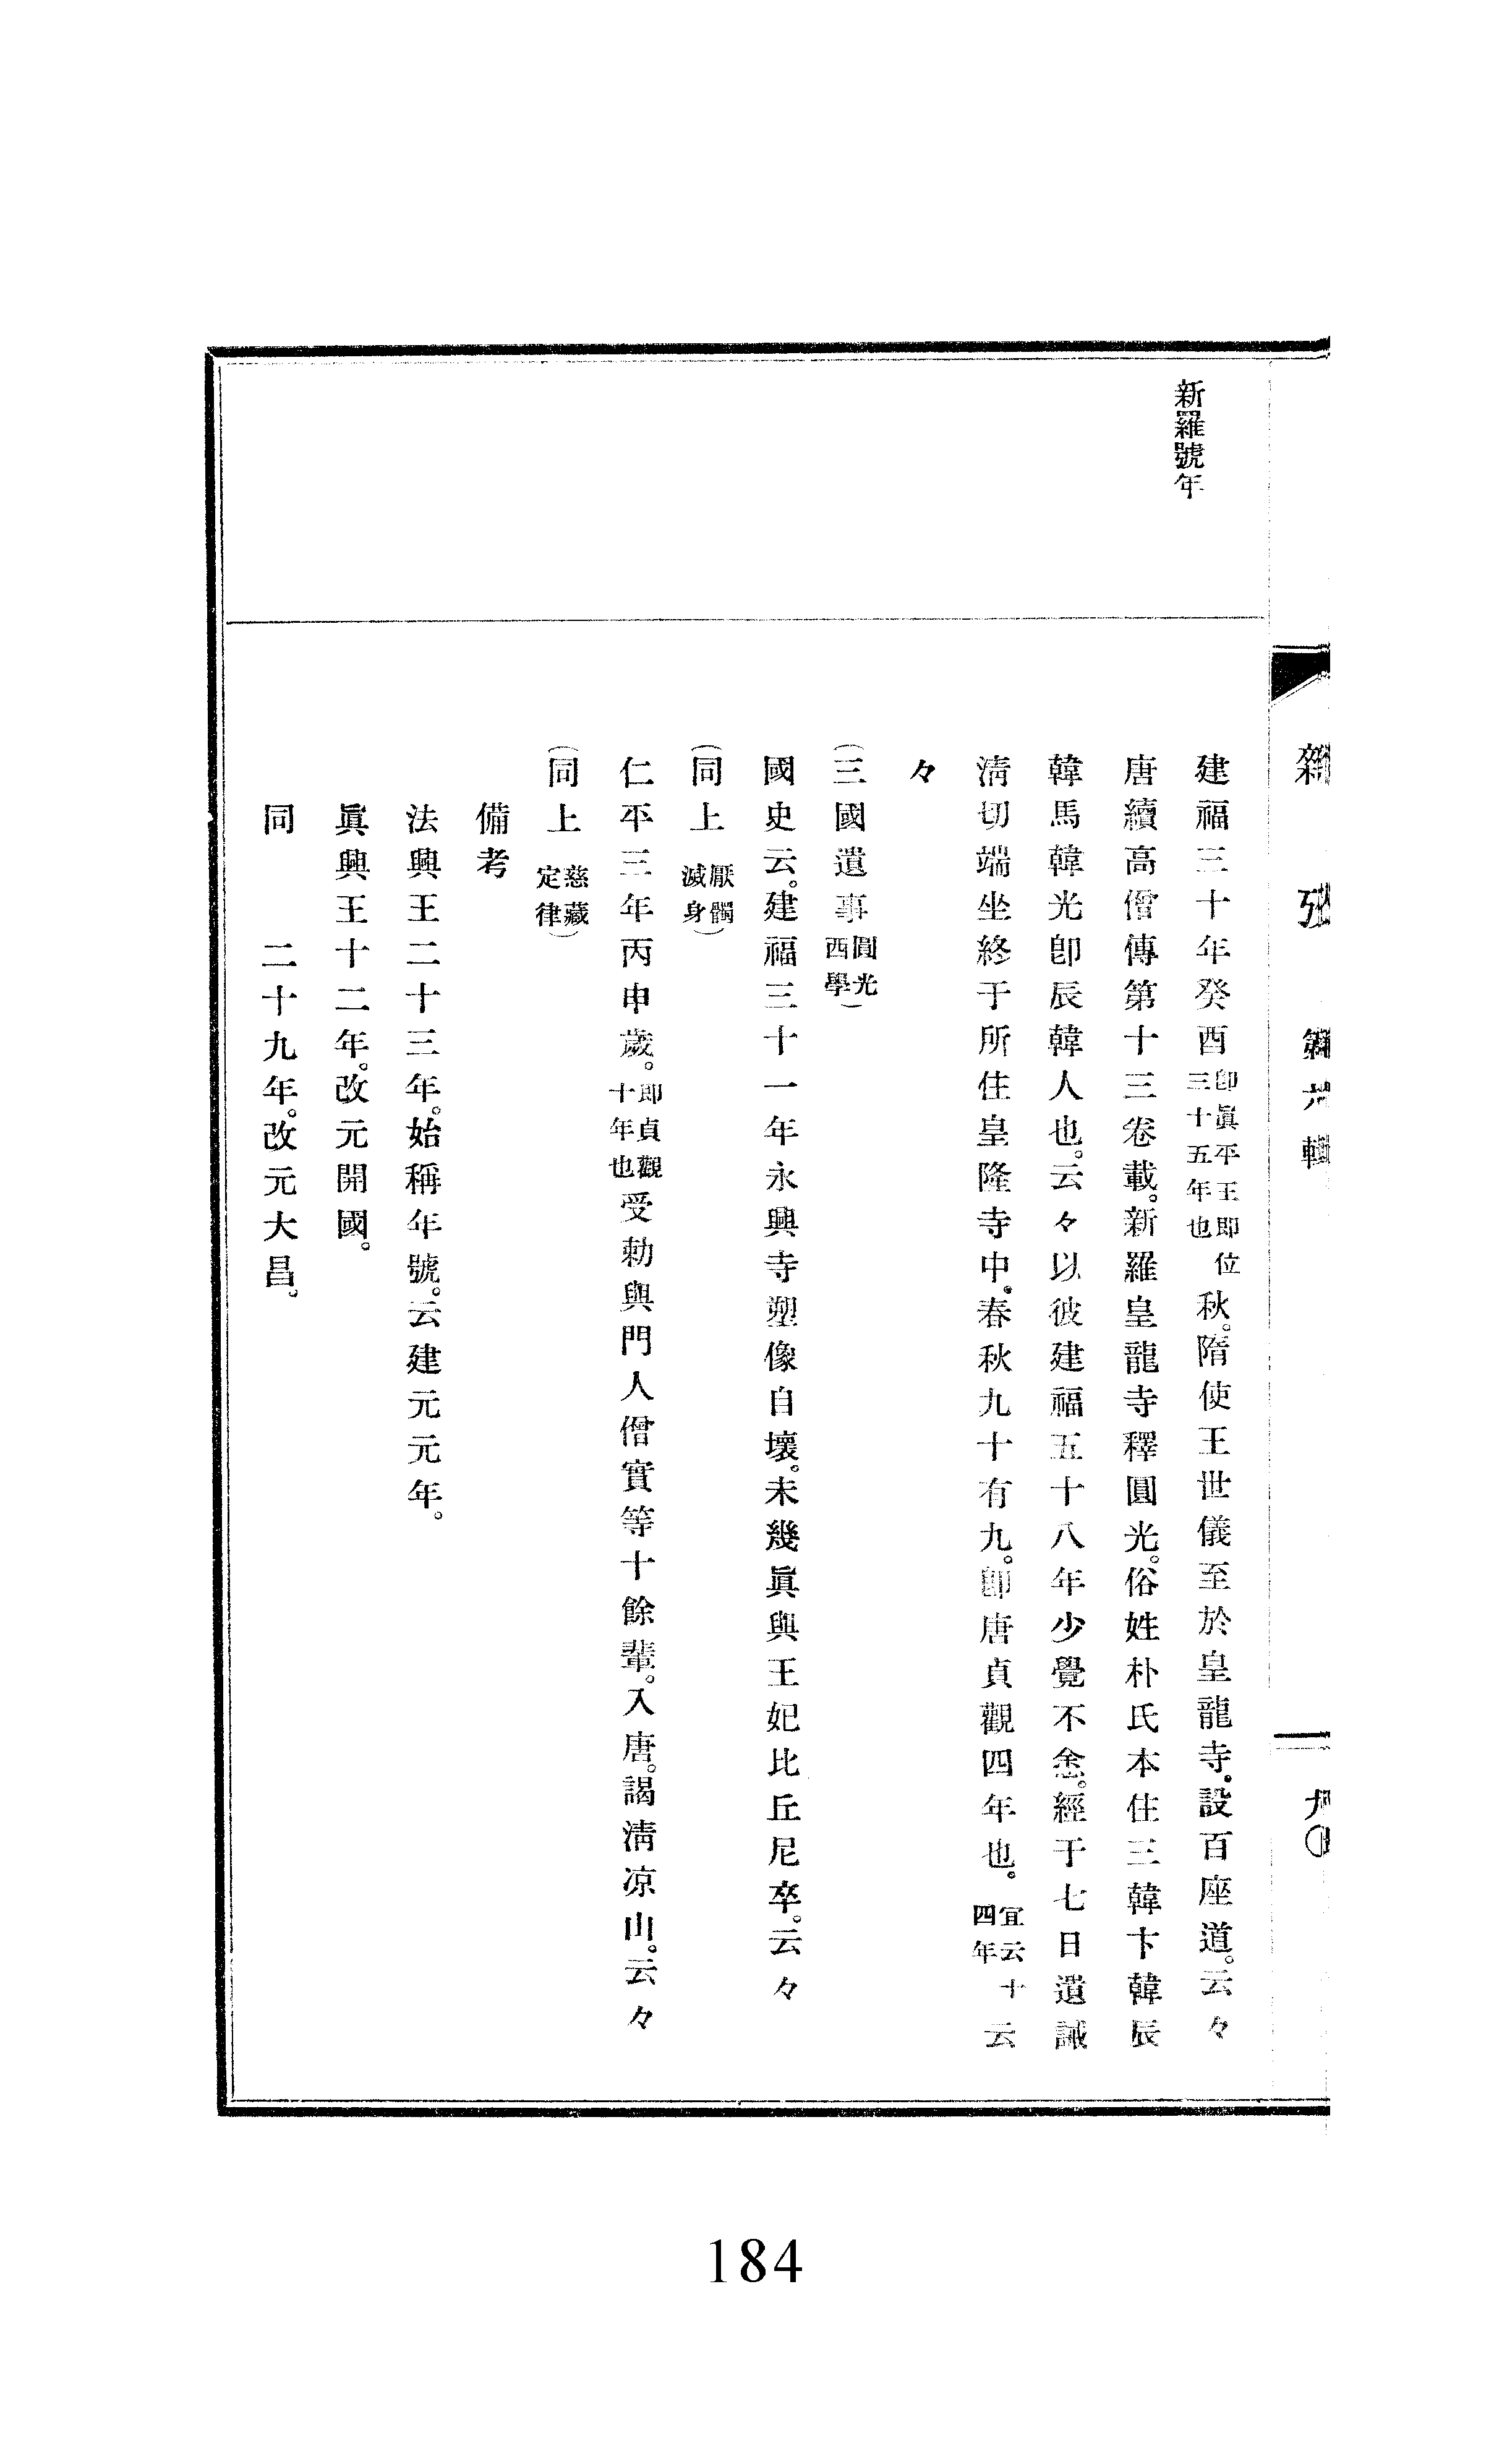 新羅號年
建福三十年癸酉卽眞平王卽位三十五年也秋。隋使王世儀至於皇龍寺。設百座道。云々
唐續高僧傳第十三卷載。新羅皇龍寺釋圓光。俗姓朴氏本住三韓卞韓辰
韓馬韓光卽辰韓人也。云々以彼建福五十八年少覺不悆。經于七日遺誡
淸切端坐終于所住皇隆寺中。春秋九十有九。卽唐貞觀四年也。宜云十四年云
々
(三國遺事圓光西學)
國史云。建福三十一年永興寺塑像自壞。未幾眞興王妃比丘尼卒。云々
(同上厭髑滅身)
仁平三年丙申歲。卽貞觀十年也受勅與門人僧實等十餘輩。入唐。謁淸凉山。云々
(同上慈藏定律)
備考
法興王二十三年。始稱年號。云建元元年。
眞興王十二年。改元開國。
同 二十九年。改元大昌。
九〇
184